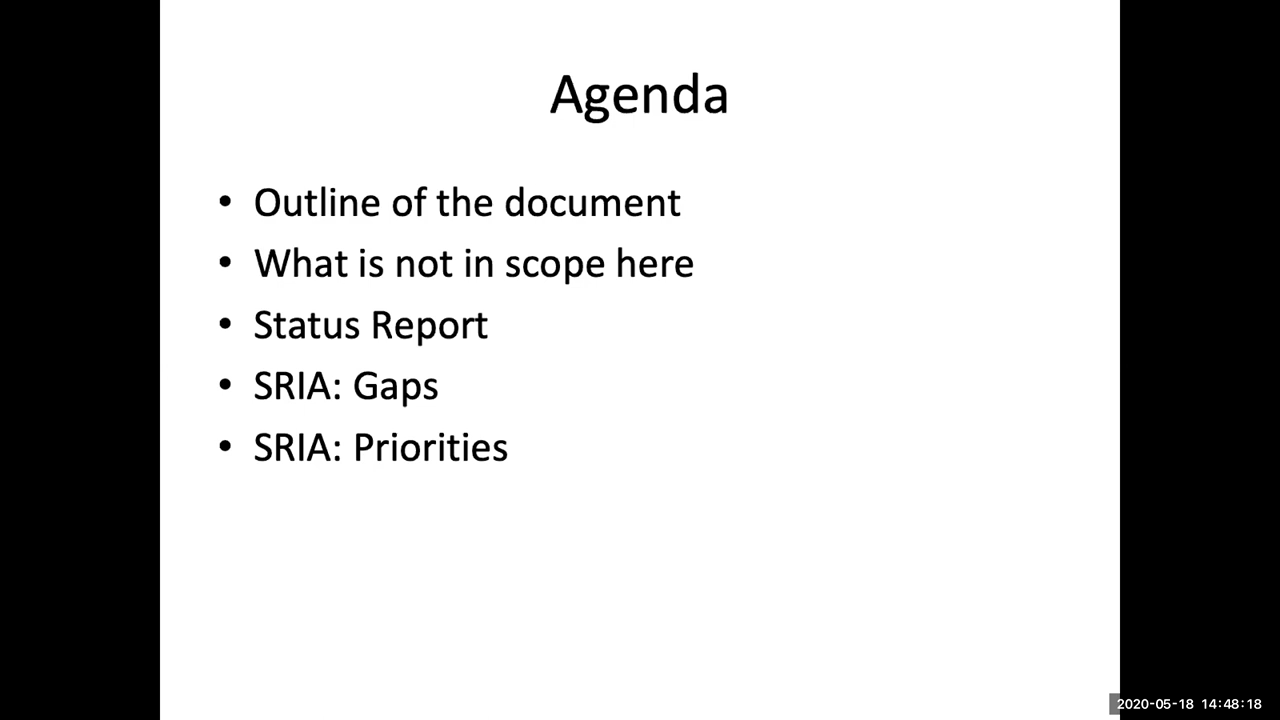 Agenda
• Outline of the document
• What is not in scope here
• Status Report
• SRIA: Gaps
• SRIA: Priorities
2020-05-18 14:48:18